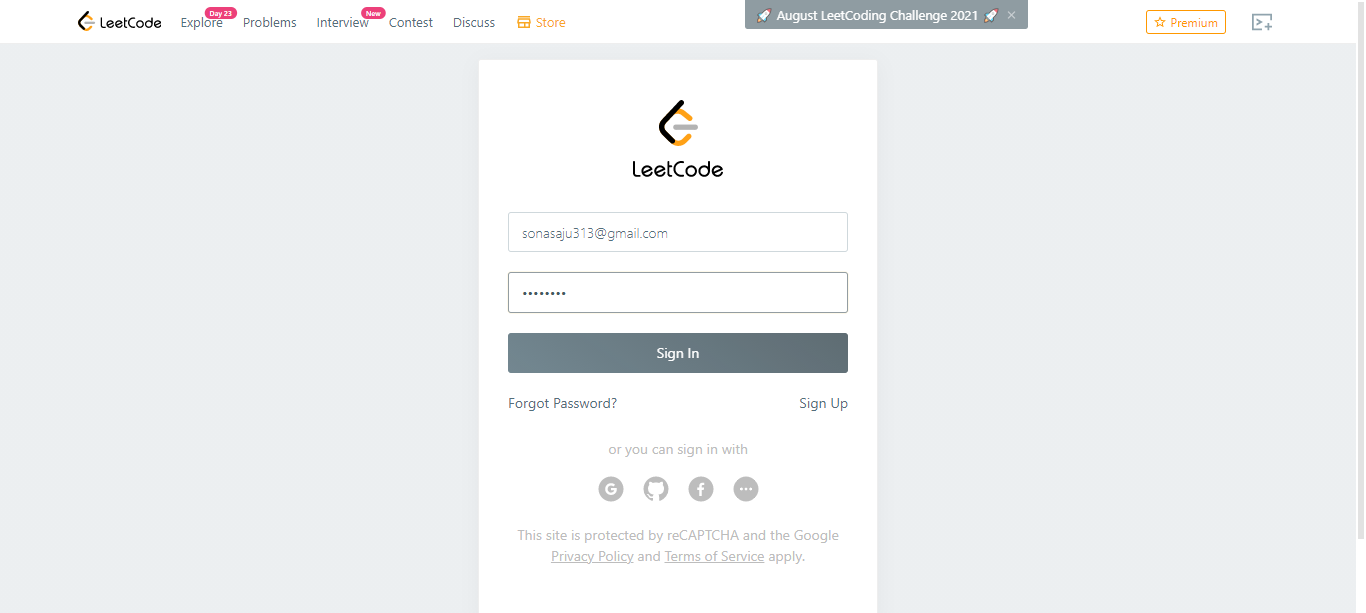 LeetCode Explore Day 23 Problems Interview New Contest Discuss Store 🚀 August LeetCoding Challenge 2021 🚀 × Premium
LeetCode
sonasaju313@gmail.com
••••••••
Sign In
Forgot Password? Sign Up
or you can sign in with
This site is protected by reCAPTCHA and the Google
Privacy Policy and Terms of Service apply.